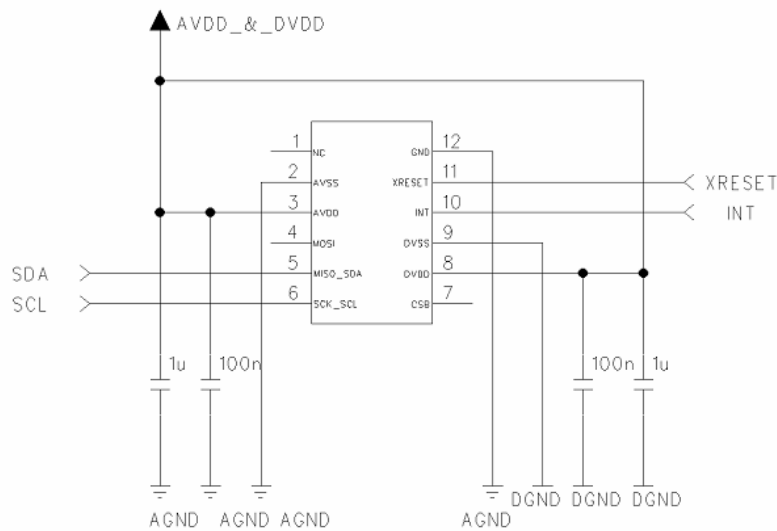 AVDD_&_DVDD
1 NC GND 12
2 AVSS XRESET 11 XRESET
3 AVDD INT 10 INT
4 MOSI DVSS 9
SDA 5 MISO_SDA DVDD 8
SCL 6 SCK_SCL CSB 7
1u 100n 100n 1u
DGND DGND DGND
AGND AGND AGND AGND